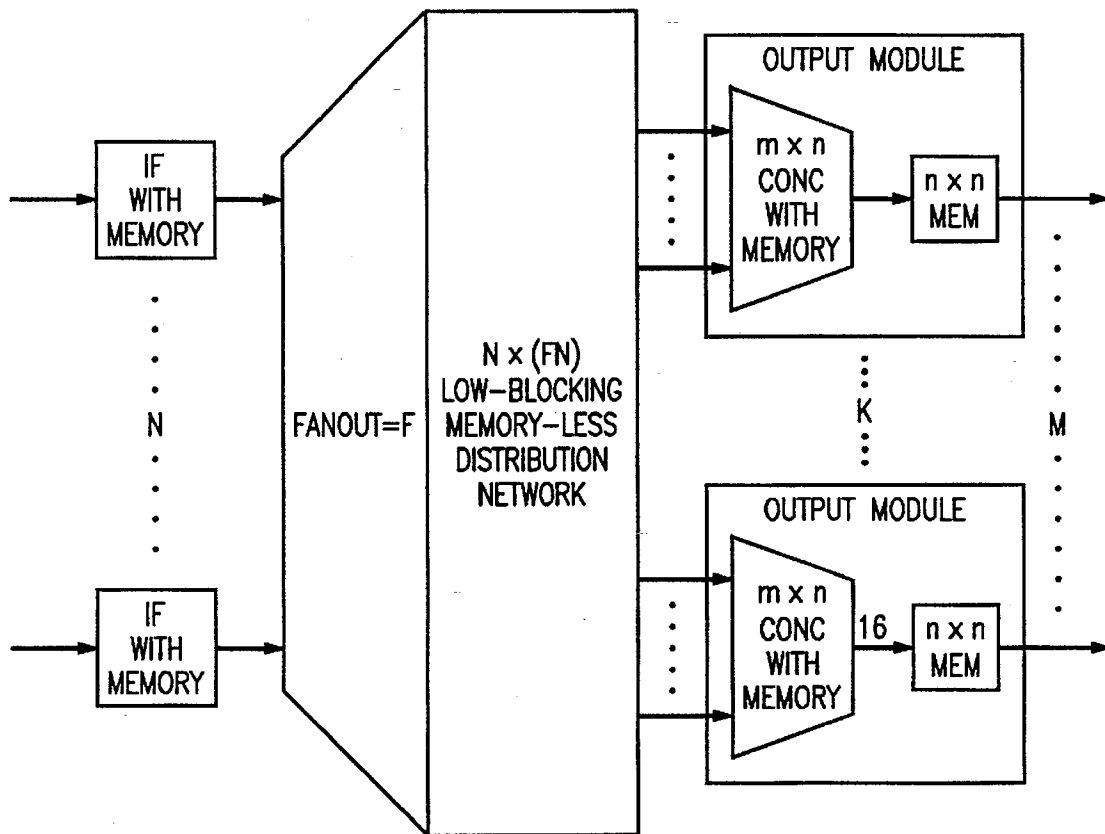 IF
WITH
MEMORY
N
IF
WITH
MEMORY
FANOUT=F
N x (FN)
LOW-BLOCKING
MEMORY-LESS
DISTRIBUTION
NETWORK
OUTPUT MODULE
m x n
CONC
WITH
MEMORY
n x n
MEM
K
M
OUTPUT MODULE
m x n
CONC
WITH
MEMORY
16
n x n
MEM